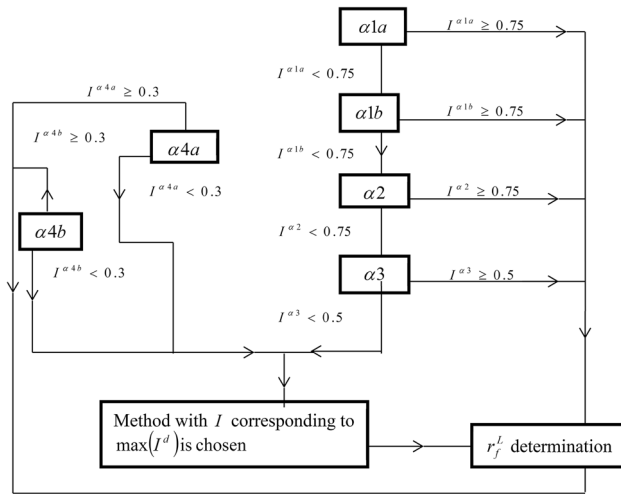 α1a
I^{α1a} ≥ 0.75
I^{α1a} < 0.75
I^{α4a} ≥ 0.3
α1b
I^{α1b} ≥ 0.75
I^{α4b} ≥ 0.3
α4a
I^{α1b} < 0.75
I^{α4a} < 0.3
α2
I^{α2} ≥ 0.75
α4b
I^{α2} < 0.75
I^{α4b} < 0.3
α3
I^{α3} ≥ 0.5
I^{α3} < 0.5
Method with I corresponding to
max(I^d) is chosen
r_f^L determination